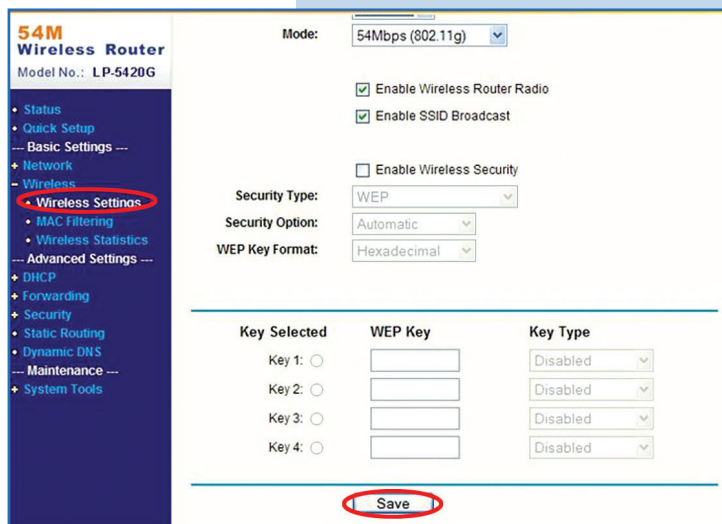 54M
Wireless Router
Model No.: LP-5420G
• Status
• Quick Setup
--- Basic Settings ---
+ Network
- Wireless
• Wireless Settings
• MAC Filtering
• Wireless Statistics
--- Advanced Settings ---
+ DHCP
+ Forwarding
+ Security
• Static Routing
• Dynamic DNS
--- Maintenance ---
+ System Tools
Mode: 54Mbps (802.11g)
Enable Wireless Router Radio
Enable SSID Broadcast
Enable Wireless Security
Security Type: WEP
Security Option: Automatic
WEP Key Format: Hexadecimal
Key Selected WEP Key Key Type
Key 1: Disabled
Key 2: Disabled
Key 3: Disabled
Key 4: Disabled
Save